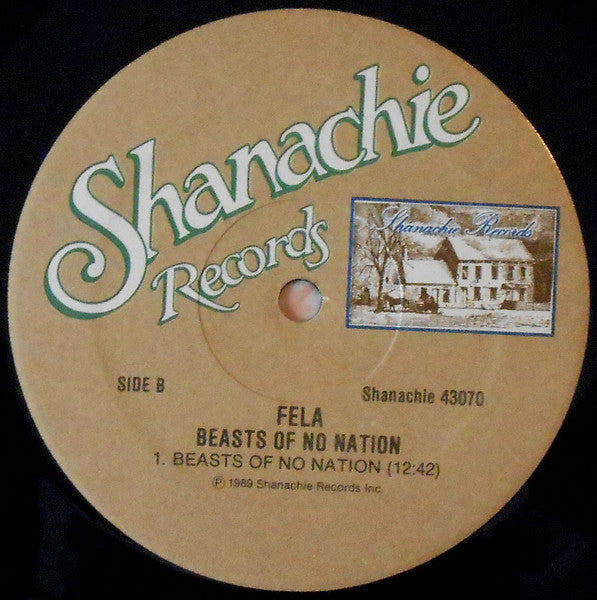 Shanachie
Records
Shanachie Records
SIDE B
Shanachie 43070
FELA
BEASTS OF NO NATION
1. BEASTS OF NO NATION (12:42)
℗ 1989 Shanachie Records Inc.